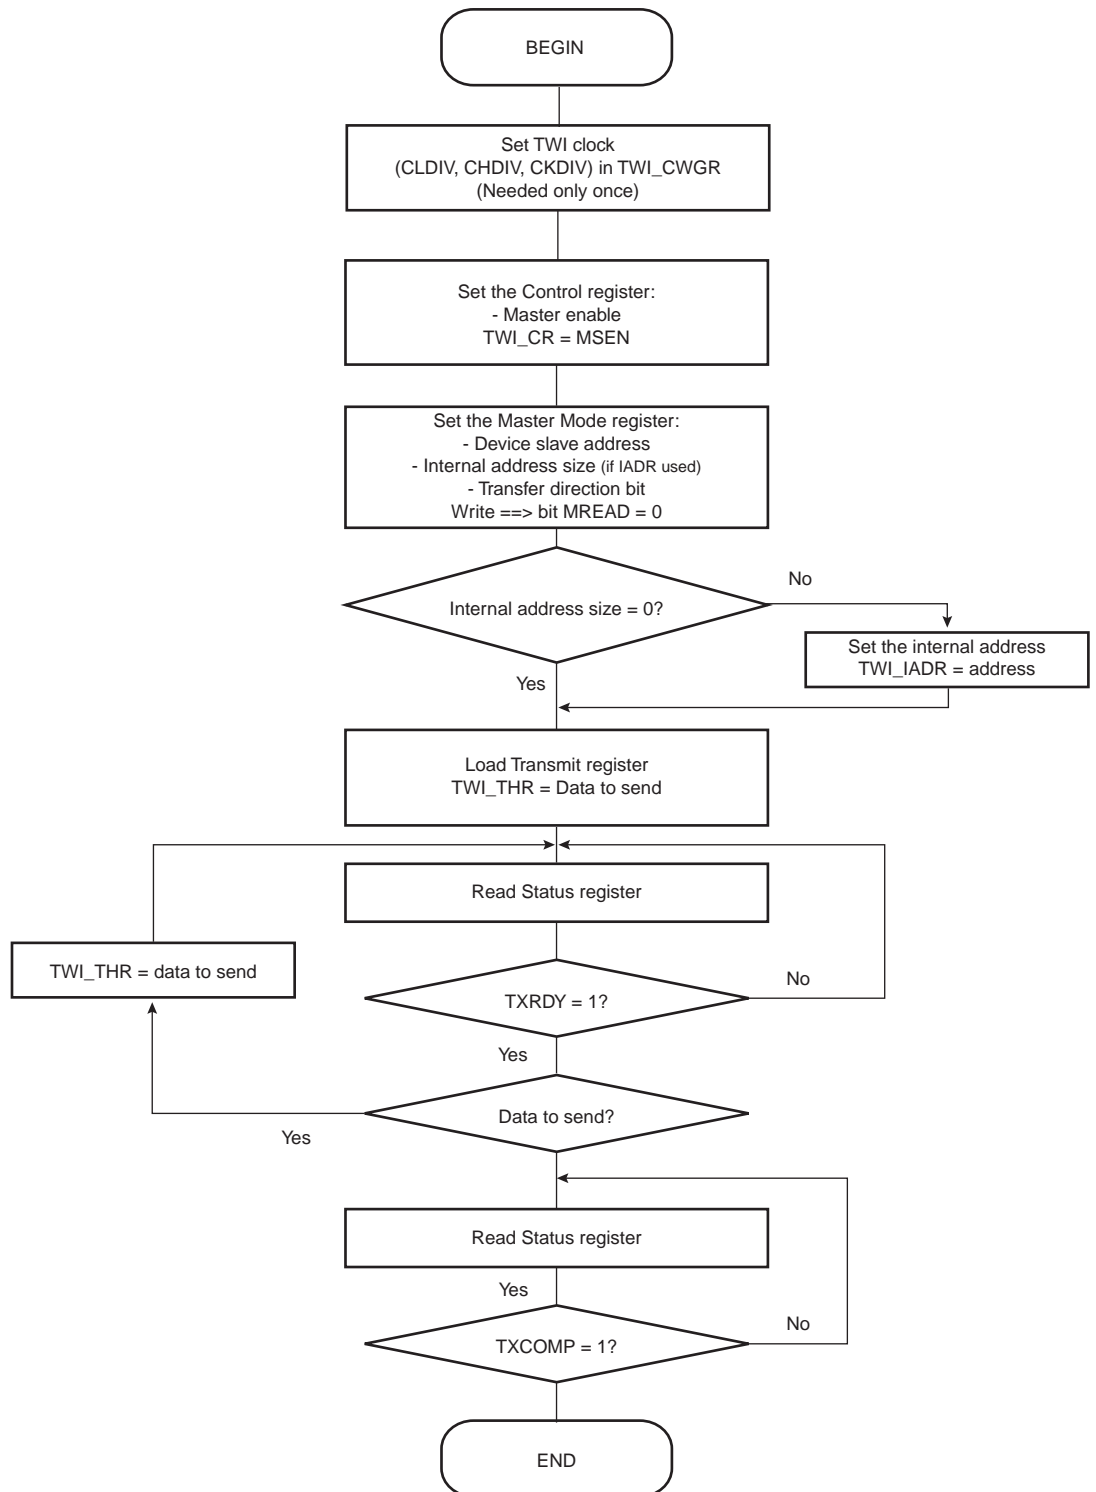 BEGIN
Set TWI clock
(CLDIV, CHDIV, CKDIV) in TWI_CWGR
(Needed only once)
Set the Control register:
- Master enable
TWI_CR = MSEN
Set the Master Mode register:
- Device slave address
- Internal address size (if IADR used)
- Transfer direction bit
Write ==> bit MREAD = 0
No
Internal address size = 0?
Set the internal address
TWI_IADR = address
Yes
Load Transmit register
TWI_THR = Data to send
Read Status register
TWI_THR = data to send
No
TXRDY = 1?
Yes
Data to send?
Yes
Read Status register
Yes
No
TXCOMP = 1?
END